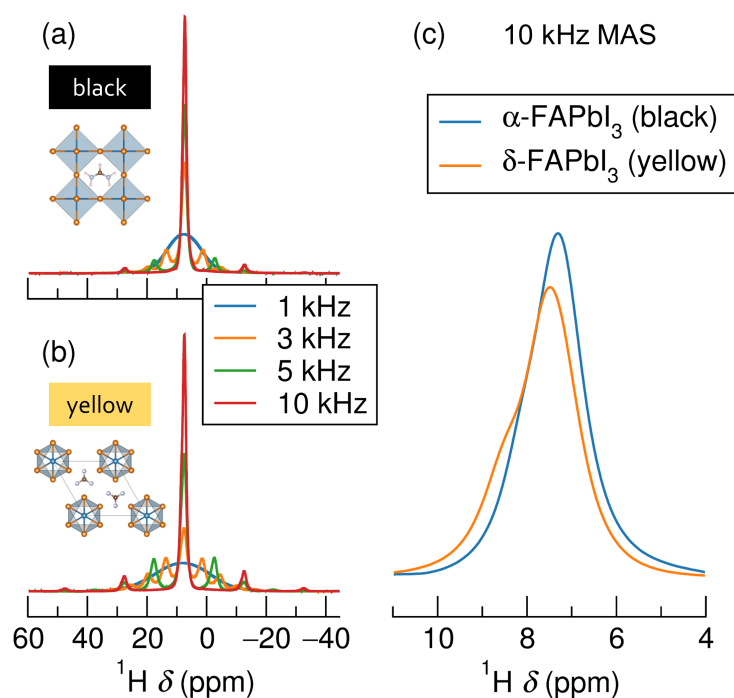 (a)
black
(b)
yellow
1 kHz
3 kHz
5 kHz
10 kHz
60 40 20 0 −20 −40
¹H δ (ppm)
(c) 10 kHz MAS
α-FAPbI₃ (black)
δ-FAPbI₃ (yellow)
10 8 6 4
¹H δ (ppm)